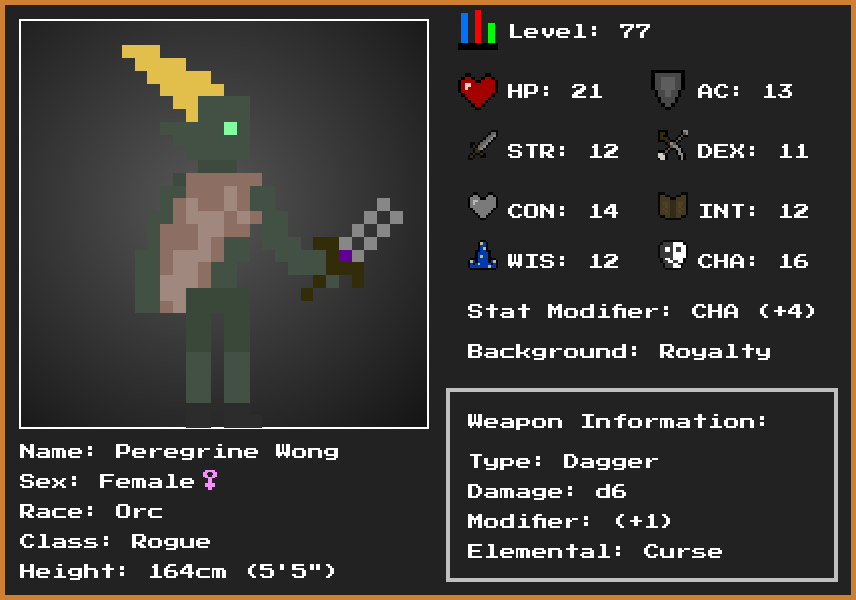 Level: 77
HP: 21
AC: 13
STR: 12
DEX: 11
CON: 14
INT: 12
WIS: 12
CHA: 16
Stat Modifier: CHA (+4)
Background: Royalty
Weapon Information:
Type: Dagger
Damage: d6
Modifier: (+1)
Elemental: Curse
Name: Peregrine Wong
Sex: Female♀
Race: Orc
Class: Rogue
Height: 164cm (5'5")